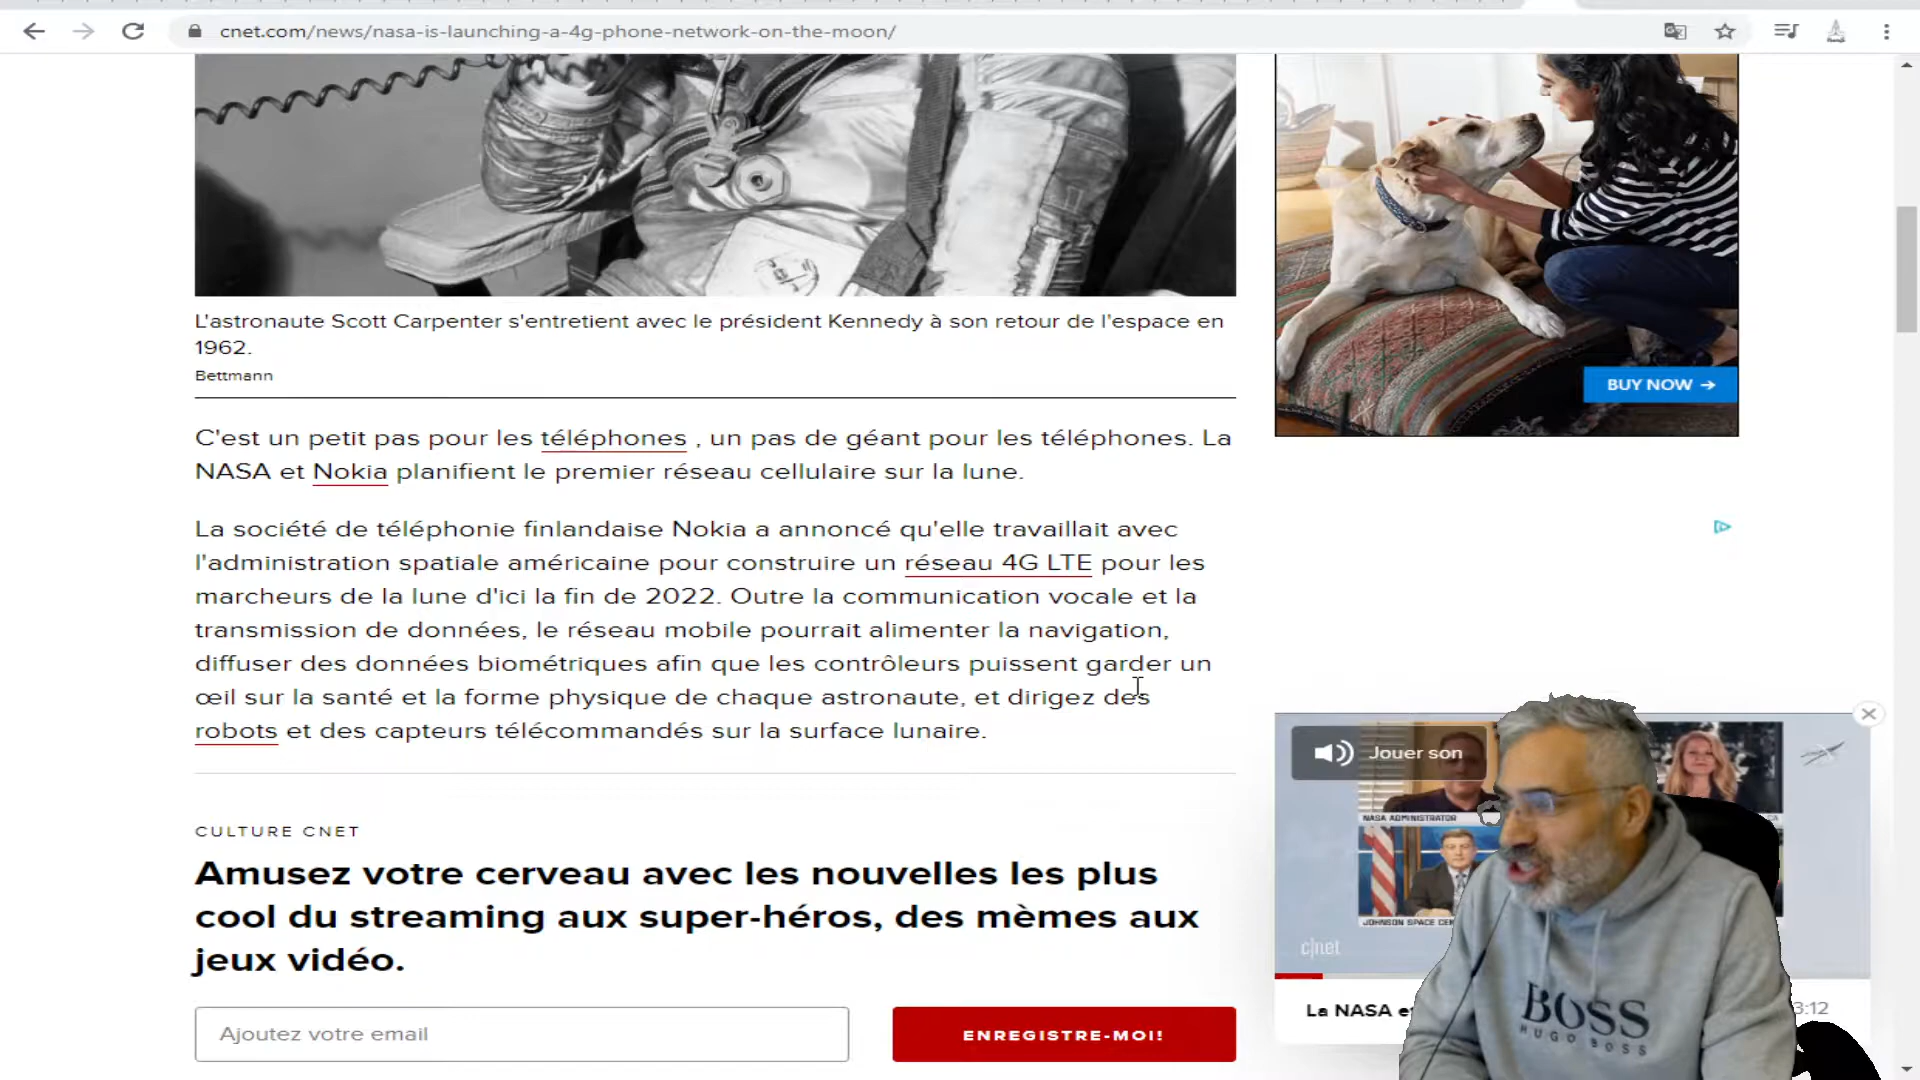 cnet.com/news/nasa-is-launching-a-4g-phone-network-on-the-moon/
L'astronaute Scott Carpenter s'entretient avec le président Kennedy à son retour de l'espace en
1962.
Bettmann
BUY NOW →
C'est un petit pas pour les téléphones , un pas de géant pour les téléphones. La
NASA et Nokia planifient le premier réseau cellulaire sur la lune.
La société de téléphonie finlandaise Nokia a annoncé qu'elle travaillait avec
l'administration spatiale américaine pour construire un réseau 4G LTE pour les
marcheurs de la lune d'ici la fin de 2022. Outre la communication vocale et la
transmission de données, le réseau mobile pourrait alimenter la navigation,
diffuser des données biométriques afin que les contrôleurs puissent garder un
œil sur la santé et la forme physique de chaque astronaute, et dirigez des
robots et des capteurs télécommandés sur la surface lunaire.
Jouer son
NASA ADMINISTRATOR
JOHNSON SPACE
c|net
La NASA
3:12
BOSS
HUGO BOSS
CULTURE CNET
Amusez votre cerveau avec les nouvelles les plus
cool du streaming aux super-héros, des mèmes aux
jeux vidéo.
Ajoutez votre email
ENREGISTRE-MOI!